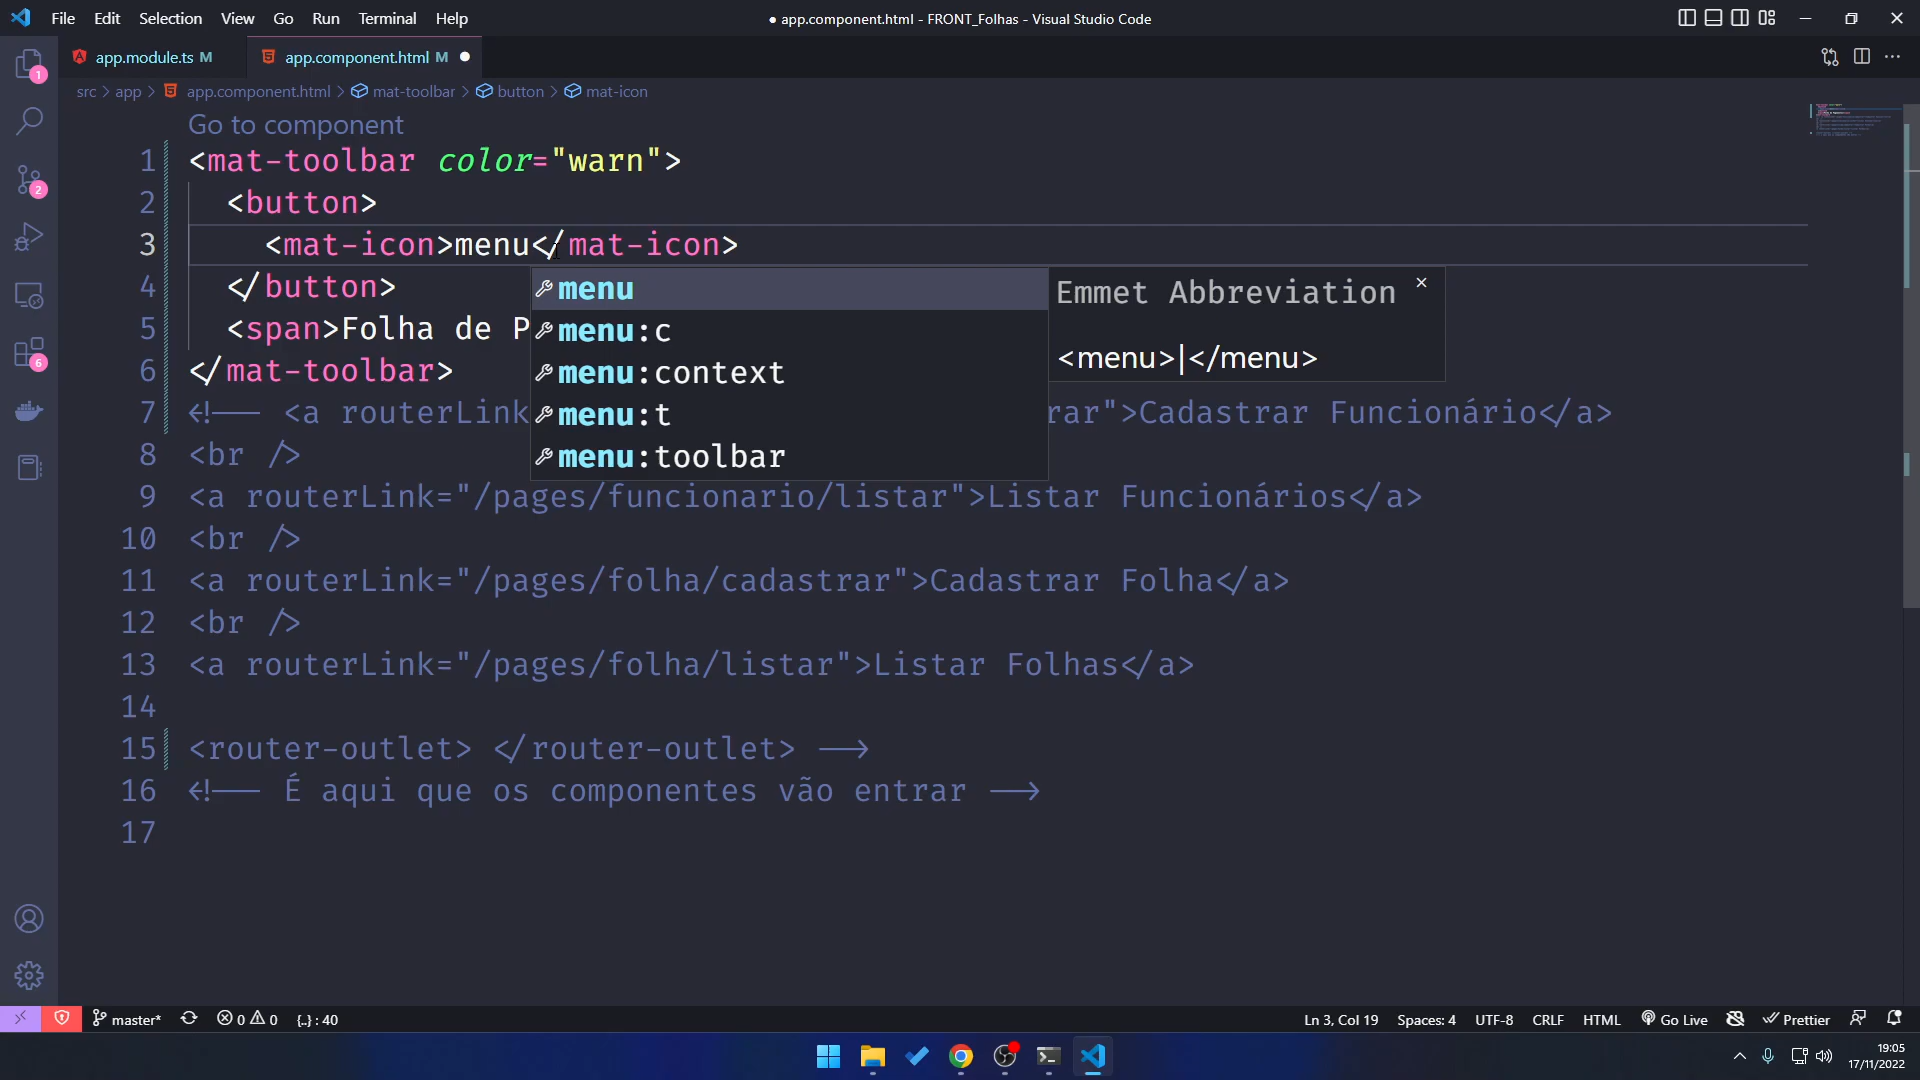 File Edit Selection View Go Run Terminal Help
● app.component.html - FRONT_Folhas - Visual Studio Code
app.module.ts M
app.component.html M ●
src > app > app.component.html > mat-toolbar > button > mat-icon
Go to component
1 <mat-toolbar color="warn">
2 <button>
3 <mat-icon>menu</mat-icon>
4 </button>
5 <span>Folha de P
6 </mat-toolbar>
7 <!-- <a routerLink rar">Cadastrar Funcionário</a>
menu
menu:c
menu:context
menu:t
menu:toolbar
Emmet Abbreviation ×
<menu>|</menu>
8 <br />
9 <a routerLink="/pages/funcionario/listar">Listar Funcionários</a>
10 <br />
11 <a routerLink="/pages/folha/cadastrar">Cadastrar Folha</a>
12 <br />
13 <a routerLink="/pages/folha/listar">Listar Folhas</a>
14
15 <router-outlet> </router-outlet> -->
16 <!-- É aqui que os componentes vão entrar -->
17
1
2
6
master* 0 0 {..} : 40 Ln 3, Col 19 Spaces: 4 UTF-8 CRLF HTML Go Live Prettier
19:05
17/11/2022